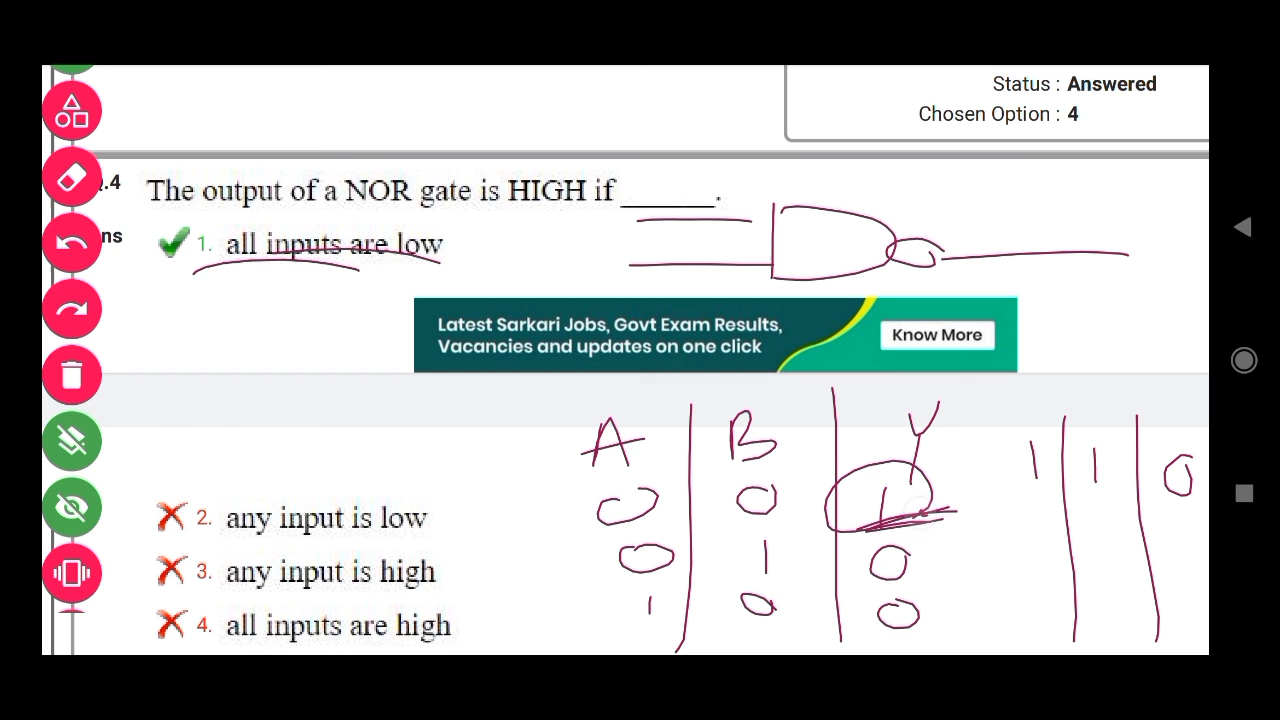 Status : Answered
Chosen Option : 4
.4 The output of a NOR gate is HIGH if ______.
ns 1. all inputs are low
Latest Sarkari Jobs, Govt Exam Results,
Vacancies and updates on one click
Know More
A B Y 1 1 0
0 0 1
2. any input is low
0 1 0
3. any input is high
1 0 0
4. all inputs are high